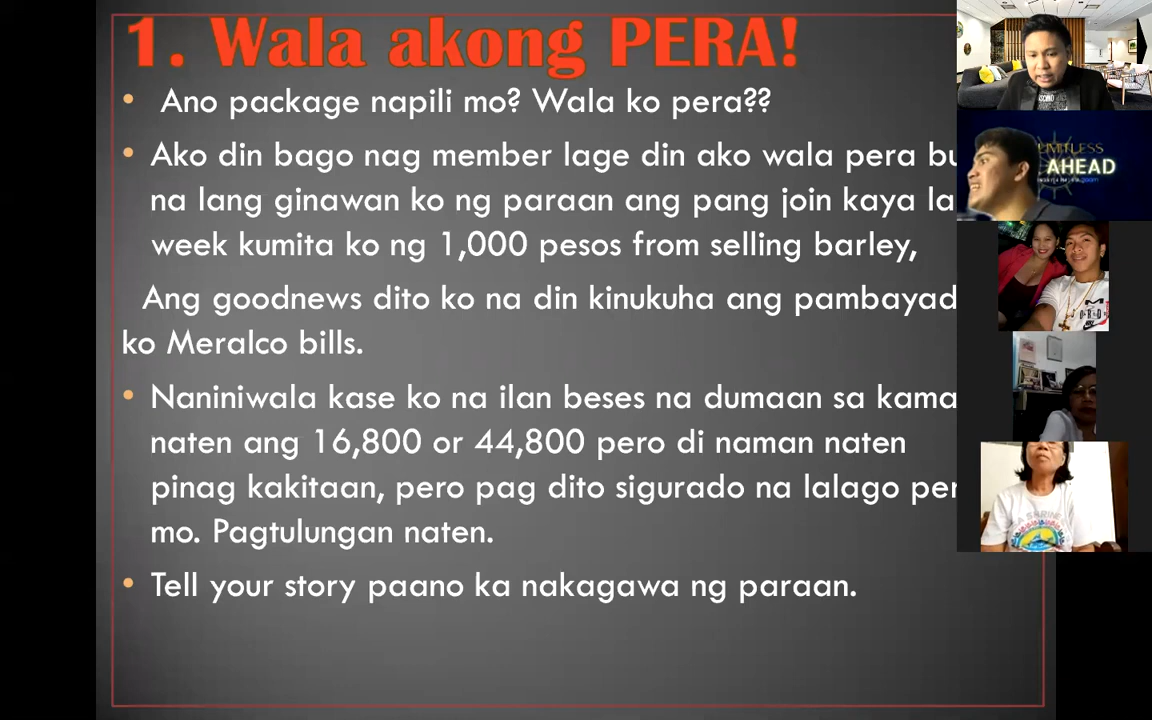 1. Wala akong PERA!
• Ano package napili mo? Wala ko pera??
• Ako din bago nag member lage din ako wala pera
na lang ginawan ko ng paraan ang pang join kaya
week kumita ko ng 1,000 pesos from selling barley,
Ang goodnews dito ko na din kinukuha ang pambayad
ko Meralco bills.
• Naniniwala kase ko na ilan beses na dumaan sa
naten ang 16,800 or 44,800 pero di naman naten
pinag kakitaan, pero pag dito sigurado na lalago
mo. Pagtulungan naten.
• Tell your story paano ka nakagawa ng paraan.
AHEAD